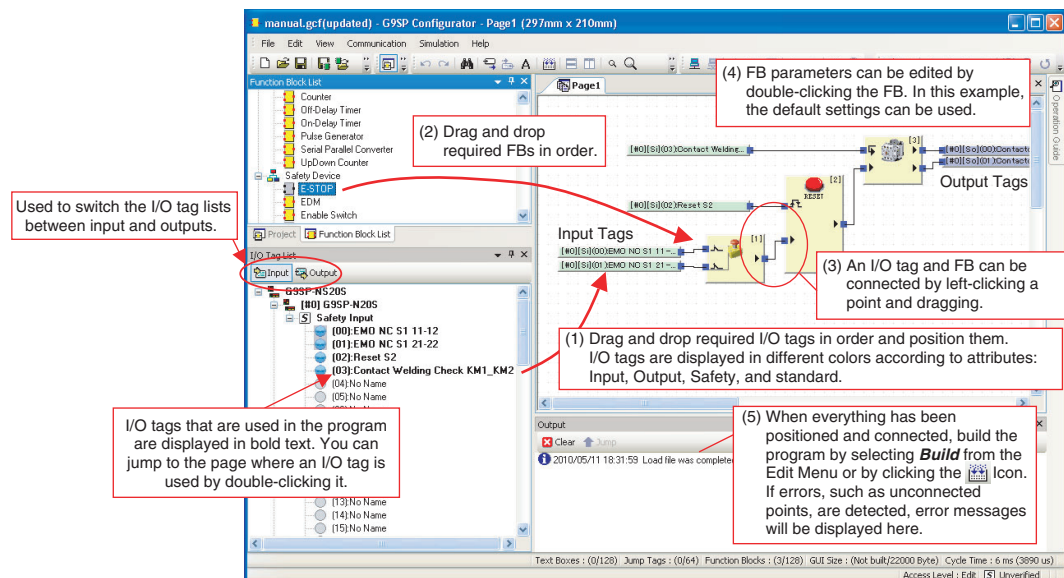 manual.gcf(updated) - G9SP Configurator - Page1 (297mm x 210mm)
File Edit View Communication Simulation Help
Function Block List
Counter
Off-Delay Timer
On-Delay Timer
Pulse Generator
Serial Parallel Converter
UpDown Counter
Safety Device
E-STOP
EDM
Enable Switch
Project Function Block List
I/O Tag List
Input Output
G9SP-NS20S
[#0] G9SP-N20S
Safety Input
(00):EMO NC S1 11-12
(01):EMO NC S1 21-22
(02):Reset S2
(03):Contact Welding Check KM1_KM2
(04):No Name
(05):No Name
(13):No Name
(14):No Name
(15):No Name
Page1
Operation Guide
[#0][Si](03):Contact Welding...
[3]
[#0][So](00):Contacto
[#0][So](01):Contacto
Output Tags
[2]
RESET
[#0][Si](02):Reset S2
Input Tags
[1]
[#0][Si](00):EMO NC S1 11-...
[#0][Si](01):EMO NC S1 21-...
Used to switch the I/O tag lists
between input and outputs.
(2) Drag and drop
required FBs in order.
(4) FB parameters can be edited by
double-clicking the FB. In this example,
the default settings can be used.
(3) An I/O tag and FB can be
connected by left-clicking a
point and dragging.
(1) Drag and drop required I/O tags in order and position them.
I/O tags are displayed in different colors according to attributes:
Input, Output, Safety, and standard.
I/O tags that are used in the program
are displayed in bold text. You can
jump to the page where an I/O tag is
used by double-clicking it.
Output
Clear Jump
2010/05/11 18:31:59 Load file was completed
(5) When everything has been
positioned and connected, build the
program by selecting Build from the
Edit Menu or by clicking the Icon.
If errors, such as unconnected
points, are detected, error messages
will be displayed here.
Text Boxes : (0/128) Jump Tags : (0/64) Function Blocks : (3/128) GUI Size : (Not built/22000 Byte) Cycle Time : 6 ms (3890 us)
Access Level : Edit S Unverified